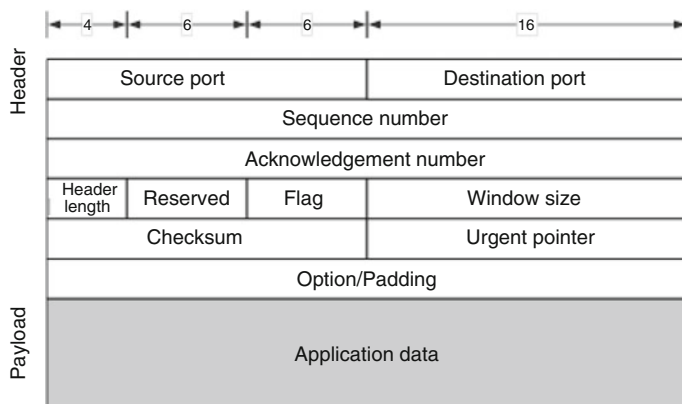 4 6 6 16
Header
Source port Destination port
Sequence number
Acknowledgement number
Header
length
Reserved Flag Window size
Checksum Urgent pointer
Option/Padding
Payload
Application data